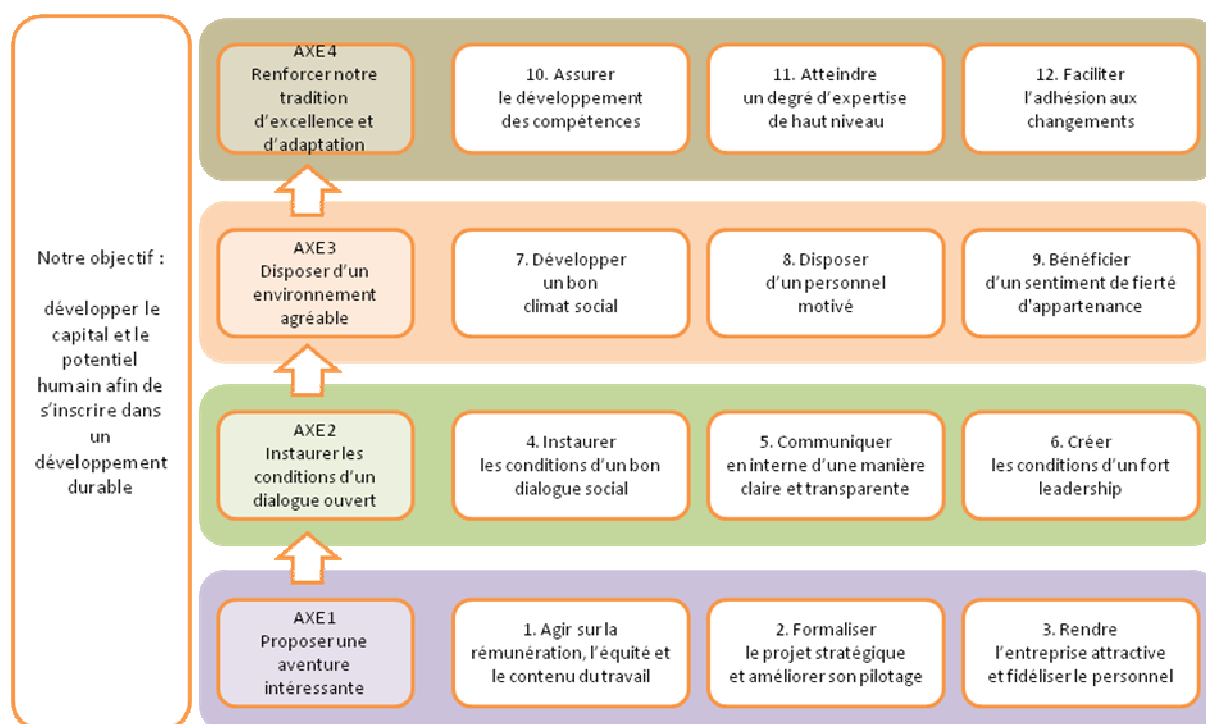 Notre objectif :
développer le
capital et le
potentiel
humain afin de
s'inscrire dans
un
développement
durable
AXE4
Renforcer notre
tradition
d'excellence et
d'adaptation
10. Assurer
le développement
des compétences
11. Atteindre
un degré d'expertise
de haut niveau
12. Faciliter
l'adhésion aux
changements
AXE3
Disposer d'un
environnement
agréable
7. Développer
un bon
climat social
8. Disposer
d'un personnel
motivé
9. Bénéficier
d'un sentiment de fierté
d'appartenance
AXE2
Instaurer les
conditions d'un
dialogue ouvert
4. Instaurer
les conditions d'un bon
dialogue social
5. Communiquer
en interne d'une manière
claire et transparente
6. Créer
les conditions d'un fort
leadership
AXE1
Proposer une
aventure
intéressante
1. Agir sur la
rémunération, l'équité et
le contenu du travail
2. Formaliser
le projet stratégique
et améliorer son pilotage
3. Rendre
l'entreprise attractive
et fidéliser le personnel